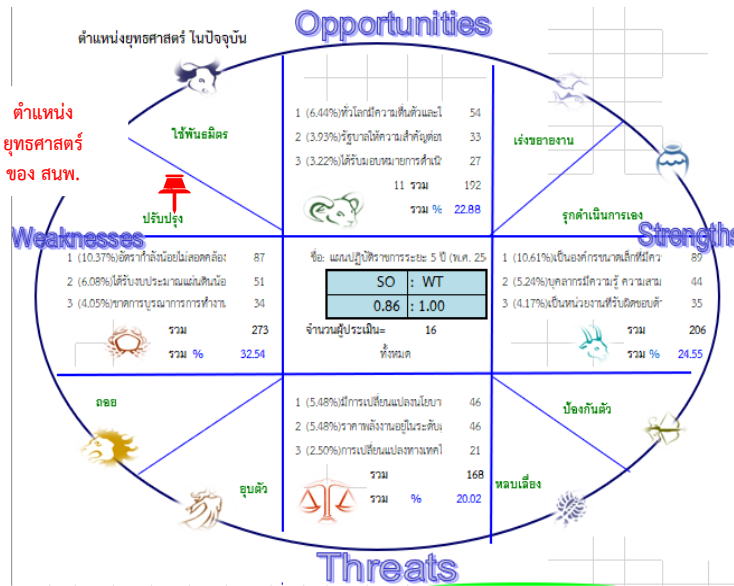 Opportunities
ตำแหน่งยุทธศาสตร์ ในปัจจุบัน
ตำแหน่ง
ยุทธศาสตร์
ของ สนพ.
ใช้พันธมิตร
1 (6.44%)ทั่วโลกมีความตื่นตัวและใ 54
2 (3.93%)รัฐบาลให้ความสำคัญต่อ 33
3 (3.22%)ได้รับมอบหมายการดำเนิ 27
11 รวม 192
รวม % 22.88
เร่งขยายงาน
ปรับปรุง
รุกดำเนินการเอง
Weaknesses
Strengths
1 (10.37%)อัตรากำลังน้อยไม่สอดคล้อง 87
2 (6.08%)ได้รับงบประมาณแผ่นดินน้อ 51
3 (4.05%)ขาดการบูรณาการการทำงาน 34
รวม 273
รวม % 32.54
ชื่อ: แผนปฏิบัติราชการระยะ 5 ปี (พ.ศ. 25
SO : WT
0.86 : 1.00
จำนวนผู้ประเมิน= 16
ทั้งหมด
1 (10.61%)เป็นองค์กรขนาดเล็กที่มีคว 89
2 (5.24%)บุคลากรมีความรู้ ความสาม 44
3 (4.17%)เป็นหน่วยงานที่รับผิดชอบด้ 35
รวม 206
รวม % 24.55
ถอย
ยุบตัว
1 (5.48%)มีการเปลี่ยนแปลงนโยบา 46
2 (5.48%)ราคาพลังงานอยู่ในระดับ 46
3 (2.50%)การเปลี่ยนแปลงทางเทคโ 21
รวม 168
รวม % 20.02
ป้องกันตัว
หลบเลี่ยง
Threats